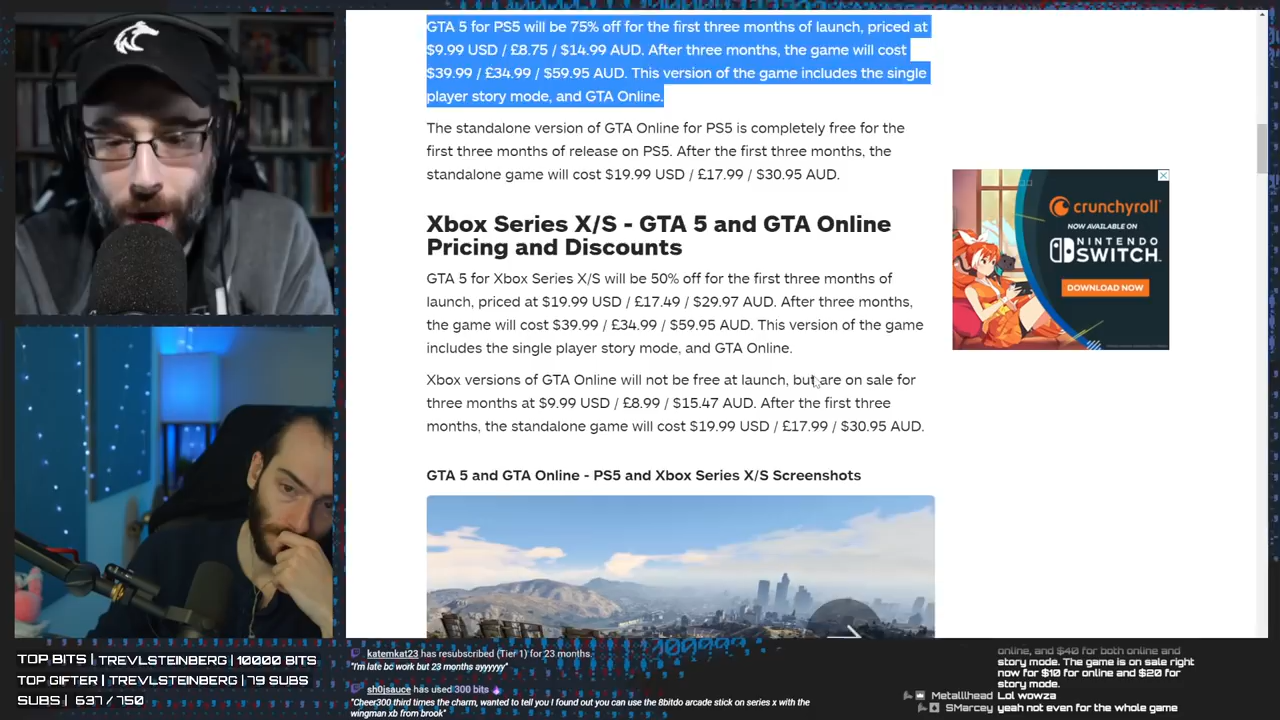 GTA 5 for PS5 will be 75% off for the first three months of launch, priced at
$9.99 USD / £8.75 / $14.99 AUD. After three months, the game will cost
$39.99 / £34.99 / $59.95 AUD. This version of the game includes the single
player story mode, and GTA Online.
The standalone version of GTA Online for PS5 is completely free for the
first three months of release on PS5. After the first three months, the
standalone game will cost $19.99 USD / £17.99 / $30.95 AUD.
Xbox Series X/S - GTA 5 and GTA Online
Pricing and Discounts
GTA 5 for Xbox Series X/S will be 50% off for the first three months of
launch, priced at $19.99 USD / £17.49 / $29.97 AUD. After three months,
the game will cost $39.99 / £34.99 / $59.95 AUD. This version of the game
includes the single player story mode, and GTA Online.
Xbox versions of GTA Online will not be free at launch, but are on sale for
three months at $9.99 USD / £8.99 / $15.47 AUD. After the first three
months, the standalone game will cost $19.99 USD / £17.99 / $30.95 AUD.
GTA 5 and GTA Online - PS5 and Xbox Series X/S Screenshots
crunchyroll
NOW AVAILABLE ON
NINTENDO
SWITCH.
DOWNLOAD NOW
TOP BITS | TREVLSTEINBERG | 10000 BITS
TOP GIFTER | TREVLSTEINBERG | 79 SUBS
SUBS | 637 / 750
katemkat23 has resubscribed (Tier 1) for 23 months.
"I'm late bc work but 23 months ayyyyyy"
sh0jsauce has used 300 bits
"Cheer300 third times the charm, wanted to tell you I found out you can use the 8bitdo arcade stick on series x with the
wingman xb from brook"
online, and $40 for both online and
story mode. The game is on sale right
now for $10 for online and $20 for
story mode.
Metalllhead Lol wowza
SMarcey yeah not even for the whole game